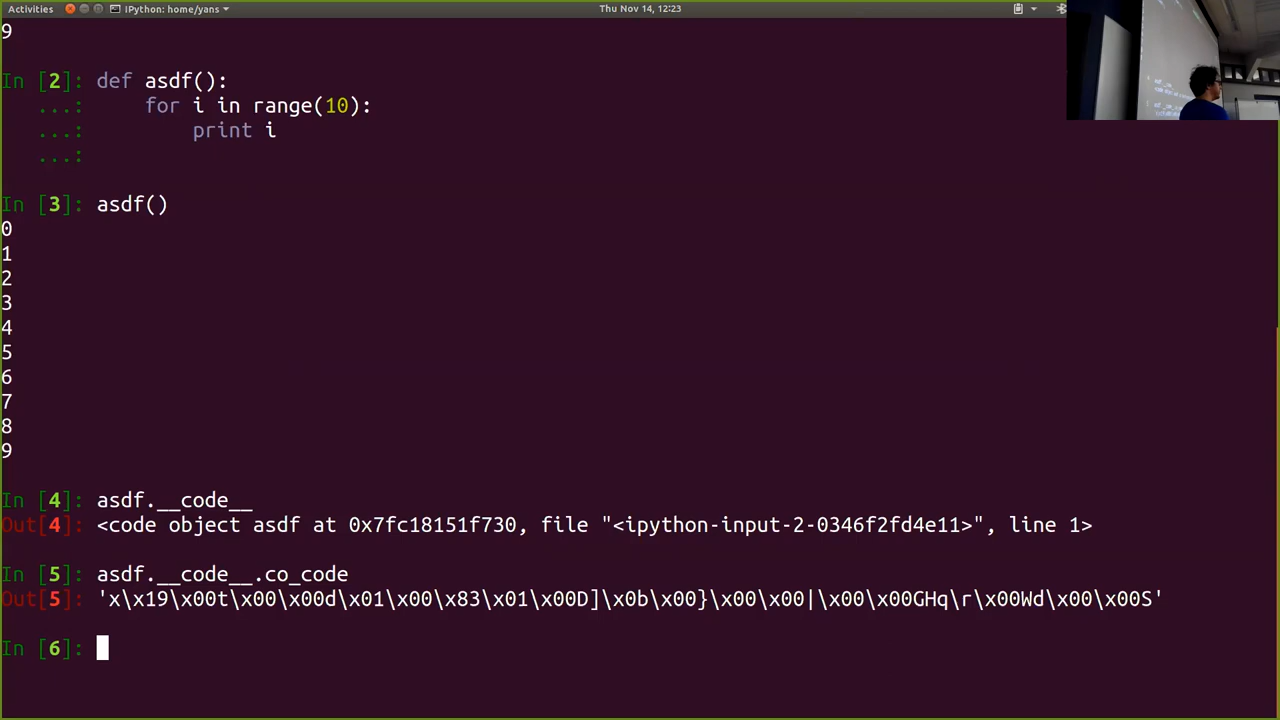 Activities IPython: home/yans Thu Nov 14, 12:23
9
In [2]: def asdf():
...: for i in range(10):
...: print i
...:
In [3]: asdf()
0
1
2
3
4
5
6
7
8
9
In [4]: asdf.__code__
Out[4]: <code object asdf at 0x7fc18151f730, file "<ipython-input-2-0346f2fd4e11>", line 1>
In [5]: asdf.__code__.co_code
Out[5]: 'x\x19\x00t\x00\x00d\x01\x00\x83\x01\x00D]\x0b\x00}\x00\x00|\x00\x00GHq\r\x00Wd\x00\x00S'
In [6]: